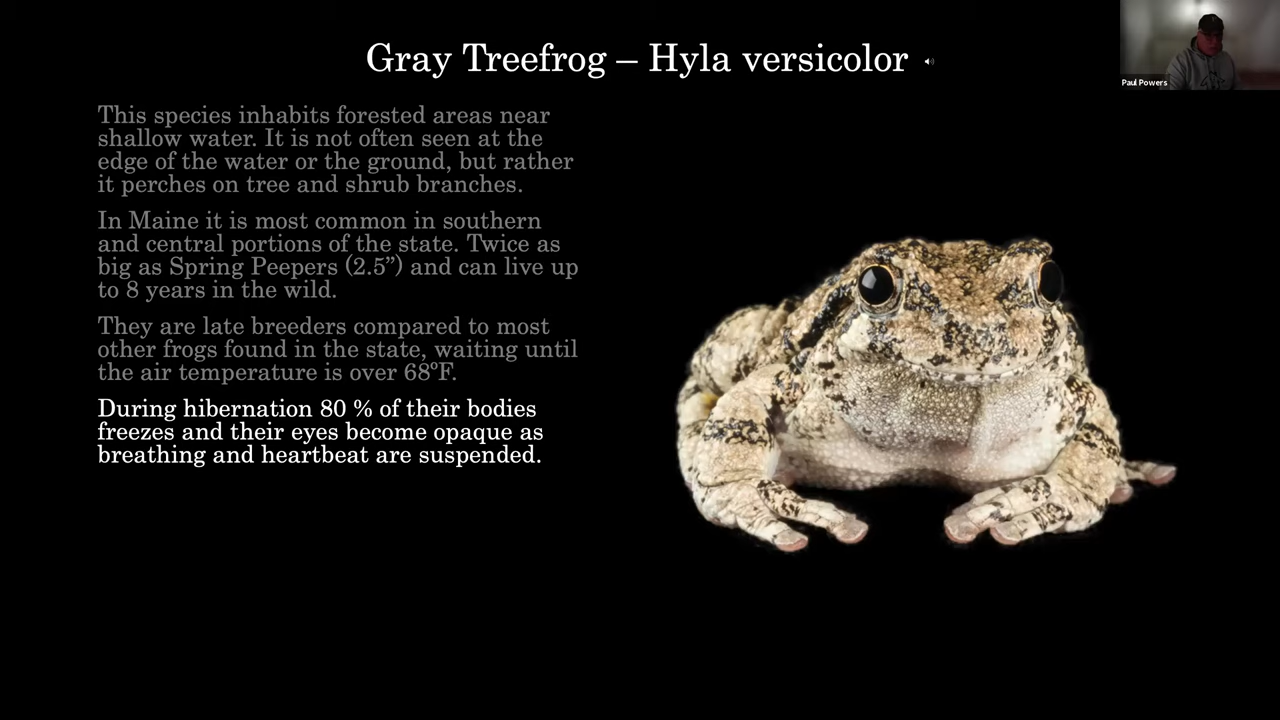 Gray Treefrog – Hyla versicolor
Paul Powers
This species inhabits forested areas near
shallow water. It is not often seen at the
edge of the water or the ground, but rather
it perches on tree and shrub branches.
In Maine it is most common in southern
and central portions of the state. Twice as
big as Spring Peepers (2.5”) and can live up
to 8 years in the wild.
They are late breeders compared to most
other frogs found in the state, waiting until
the air temperature is over 68ºF.
During hibernation 80 % of their bodies
freezes and their eyes become opaque as
breathing and heartbeat are suspended.